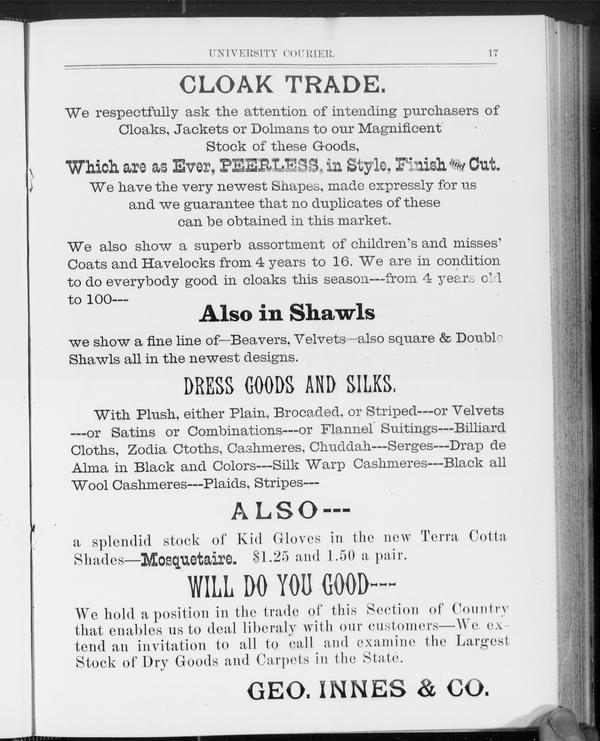 UNIVERSITY COURIER. 17
CLOAK TRADE.
We respectfully ask the attention of intending purchasers of
Cloaks, Jackets or Dolmans to our Magnificent
Stock of these Goods,
Which are as Ever, PEERLESS, in Style, Finish and Cut.
We have the very newest Shapes, made expressly for us
and we guarantee that no duplicates of these
can be obtained in this market.
We also show a superb assortment of children's and misses'
Coats and Havelocks from 4 years to 16. We are in condition
to do everybody good in cloaks this season---from 4 years old
to 100---
Also in Shawls
we show a fine line of—Beavers, Velvets—also square & Double
Shawls all in the newest designs.
DRESS GOODS AND SILKS.
With Plush, either Plain, Brocaded, or Striped---or Velvets
---or Satins or Combinations---or Flannel Suitings---Billiard
Cloths, Zodia Ctoths, Cashmeres, Chuddah---Serges---Drap de
Alma in Black and Colors---Silk Warp Cashmeres---Black all
Wool Cashmeres---Plaids, Stripes---
ALSO---
a splendid stock of Kid Gloves in the new Terra Cotta
Shades—Mosquetaire. $1.25 and 1.50 a pair.
WILL DO YOU GOOD---
We hold a position in the trade of this Section of Country
that enables us to deal liberaly with our customers—We ex-
tend an invitation to all to call and examine the Largest
Stock of Dry Goods and Carpets in the State.
GEO. INNES & CO.